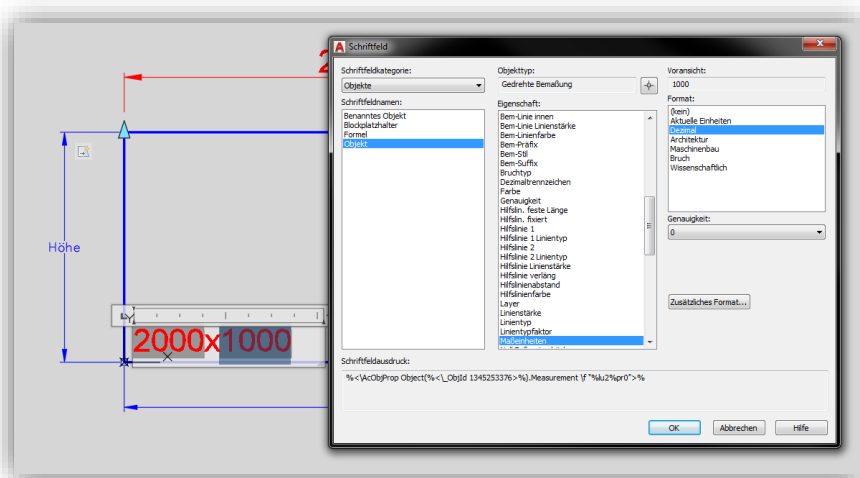 Schriftfeld
Schriftfeldkategorie:
Objekte
Schriftfeldnamen:
Benanntes Objekt
Blockplatzhalter
Formel
Objekt
Objekttyp:
Gedrehte Bemaßung
Eigenschaft:
Bem-Linie innen
Bem-Linie Linienstärke
Bem-Linienfarbe
Bem-Präfix
Bem-Stil
Bem-Suffix
Bruchtyp
Dezimaltrennzeichen
Farbe
Genauigkeit
Hilfslin. feste Länge
Hilfslin. fixiert
Hilfslinie 1
Hilfslinie 1 Linientyp
Hilfslinie 2
Hilfslinie 2 Linientyp
Hilfslinie Linienstärke
Hilfslinie verläng
Hilfslinienabstand
Hilfslinienfarbe
Layer
Linienstärke
Linientyp
Linientypfaktor
Maßeinheiten
Voransicht:
1000
Format:
(kein)
Aktuelle Einheiten
Dezimal
Architektur
Maschinenbau
Bruch
Wissenschaftlich
Genauigkeit:
0
Zusätzliches Format...
Schriftfeldausdruck:
%<\AcObjProp Object(%<\_ObjId 1345253376>%).Measurement \f "%lu2%pr0">%
OK Abbrechen Hilfe
2
Höhe
2000x1000